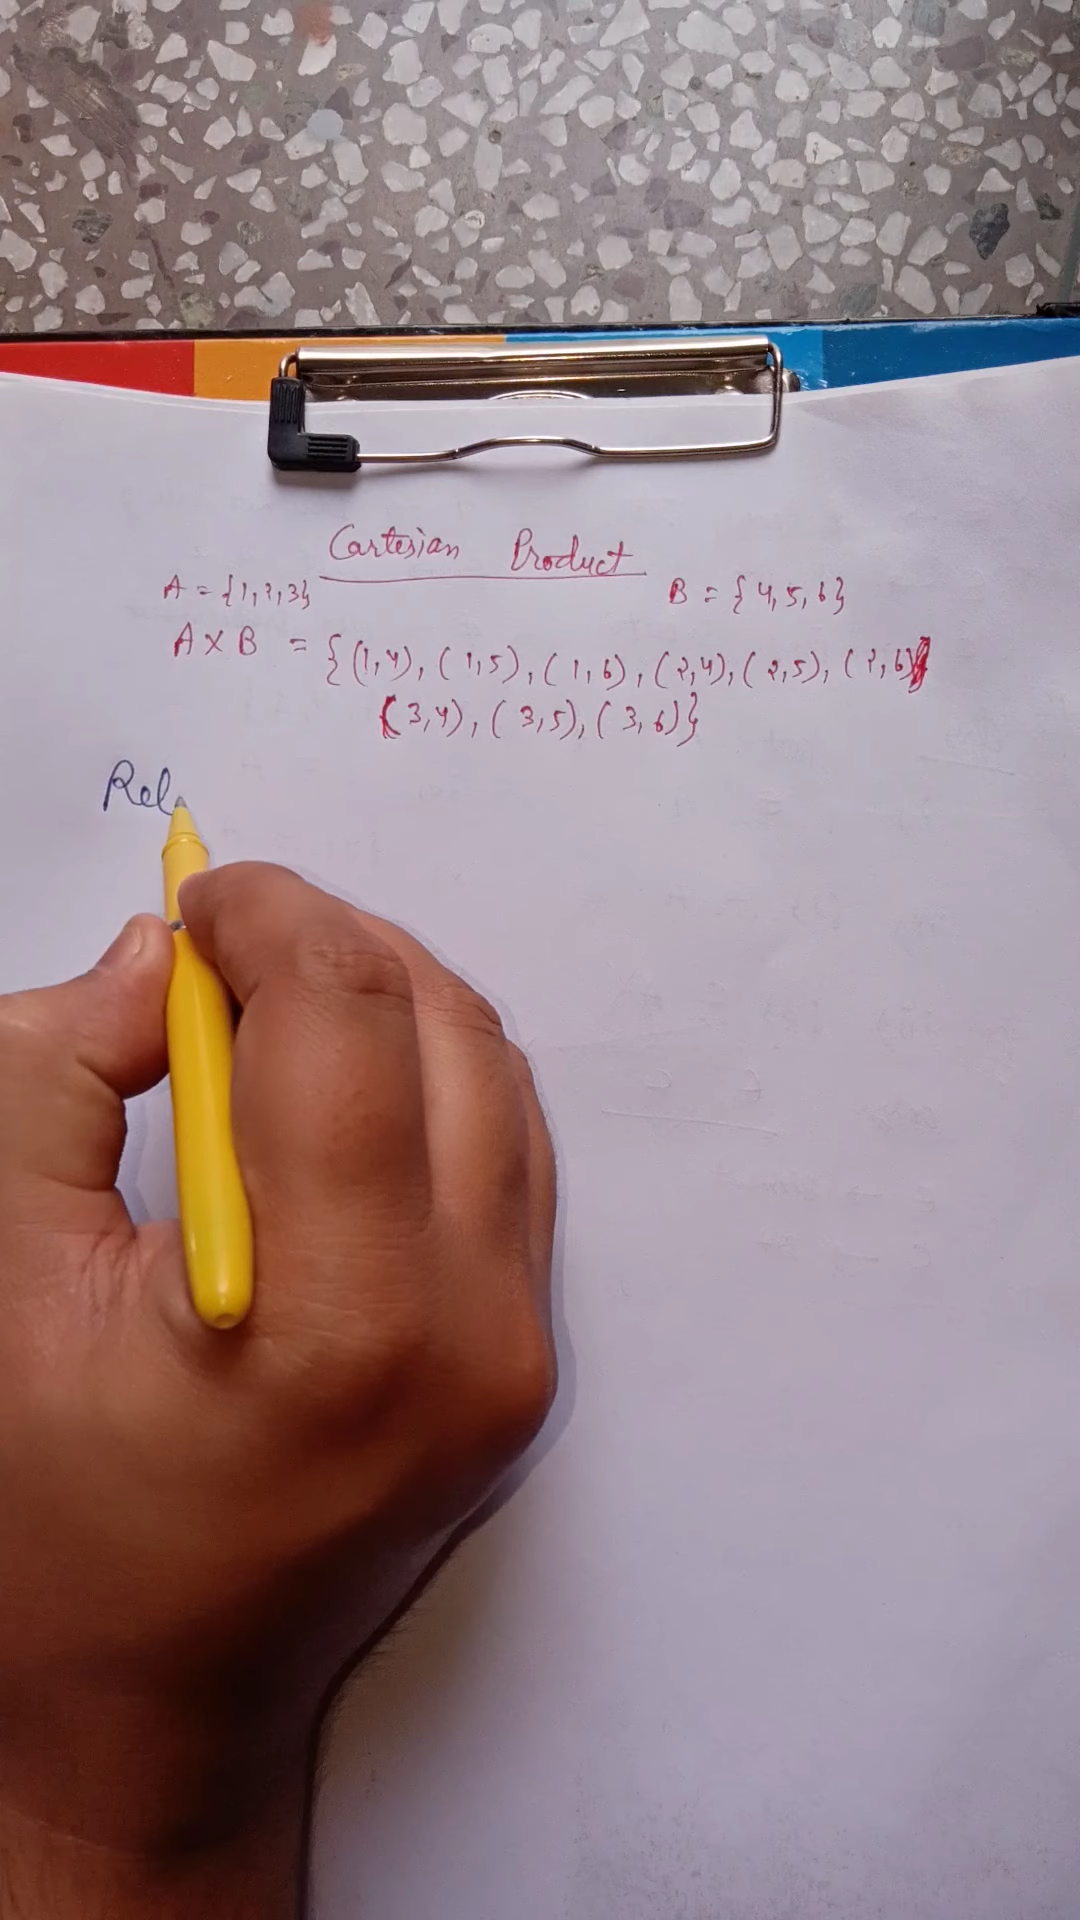 Cartesian Product
A = {1,2,3} B = {4,5,6}
A X B = {(1,4), (1,5), (1,6), (2,4), (2,5), (2,6)
(3,4), (3,5), (3,6)}
Rel